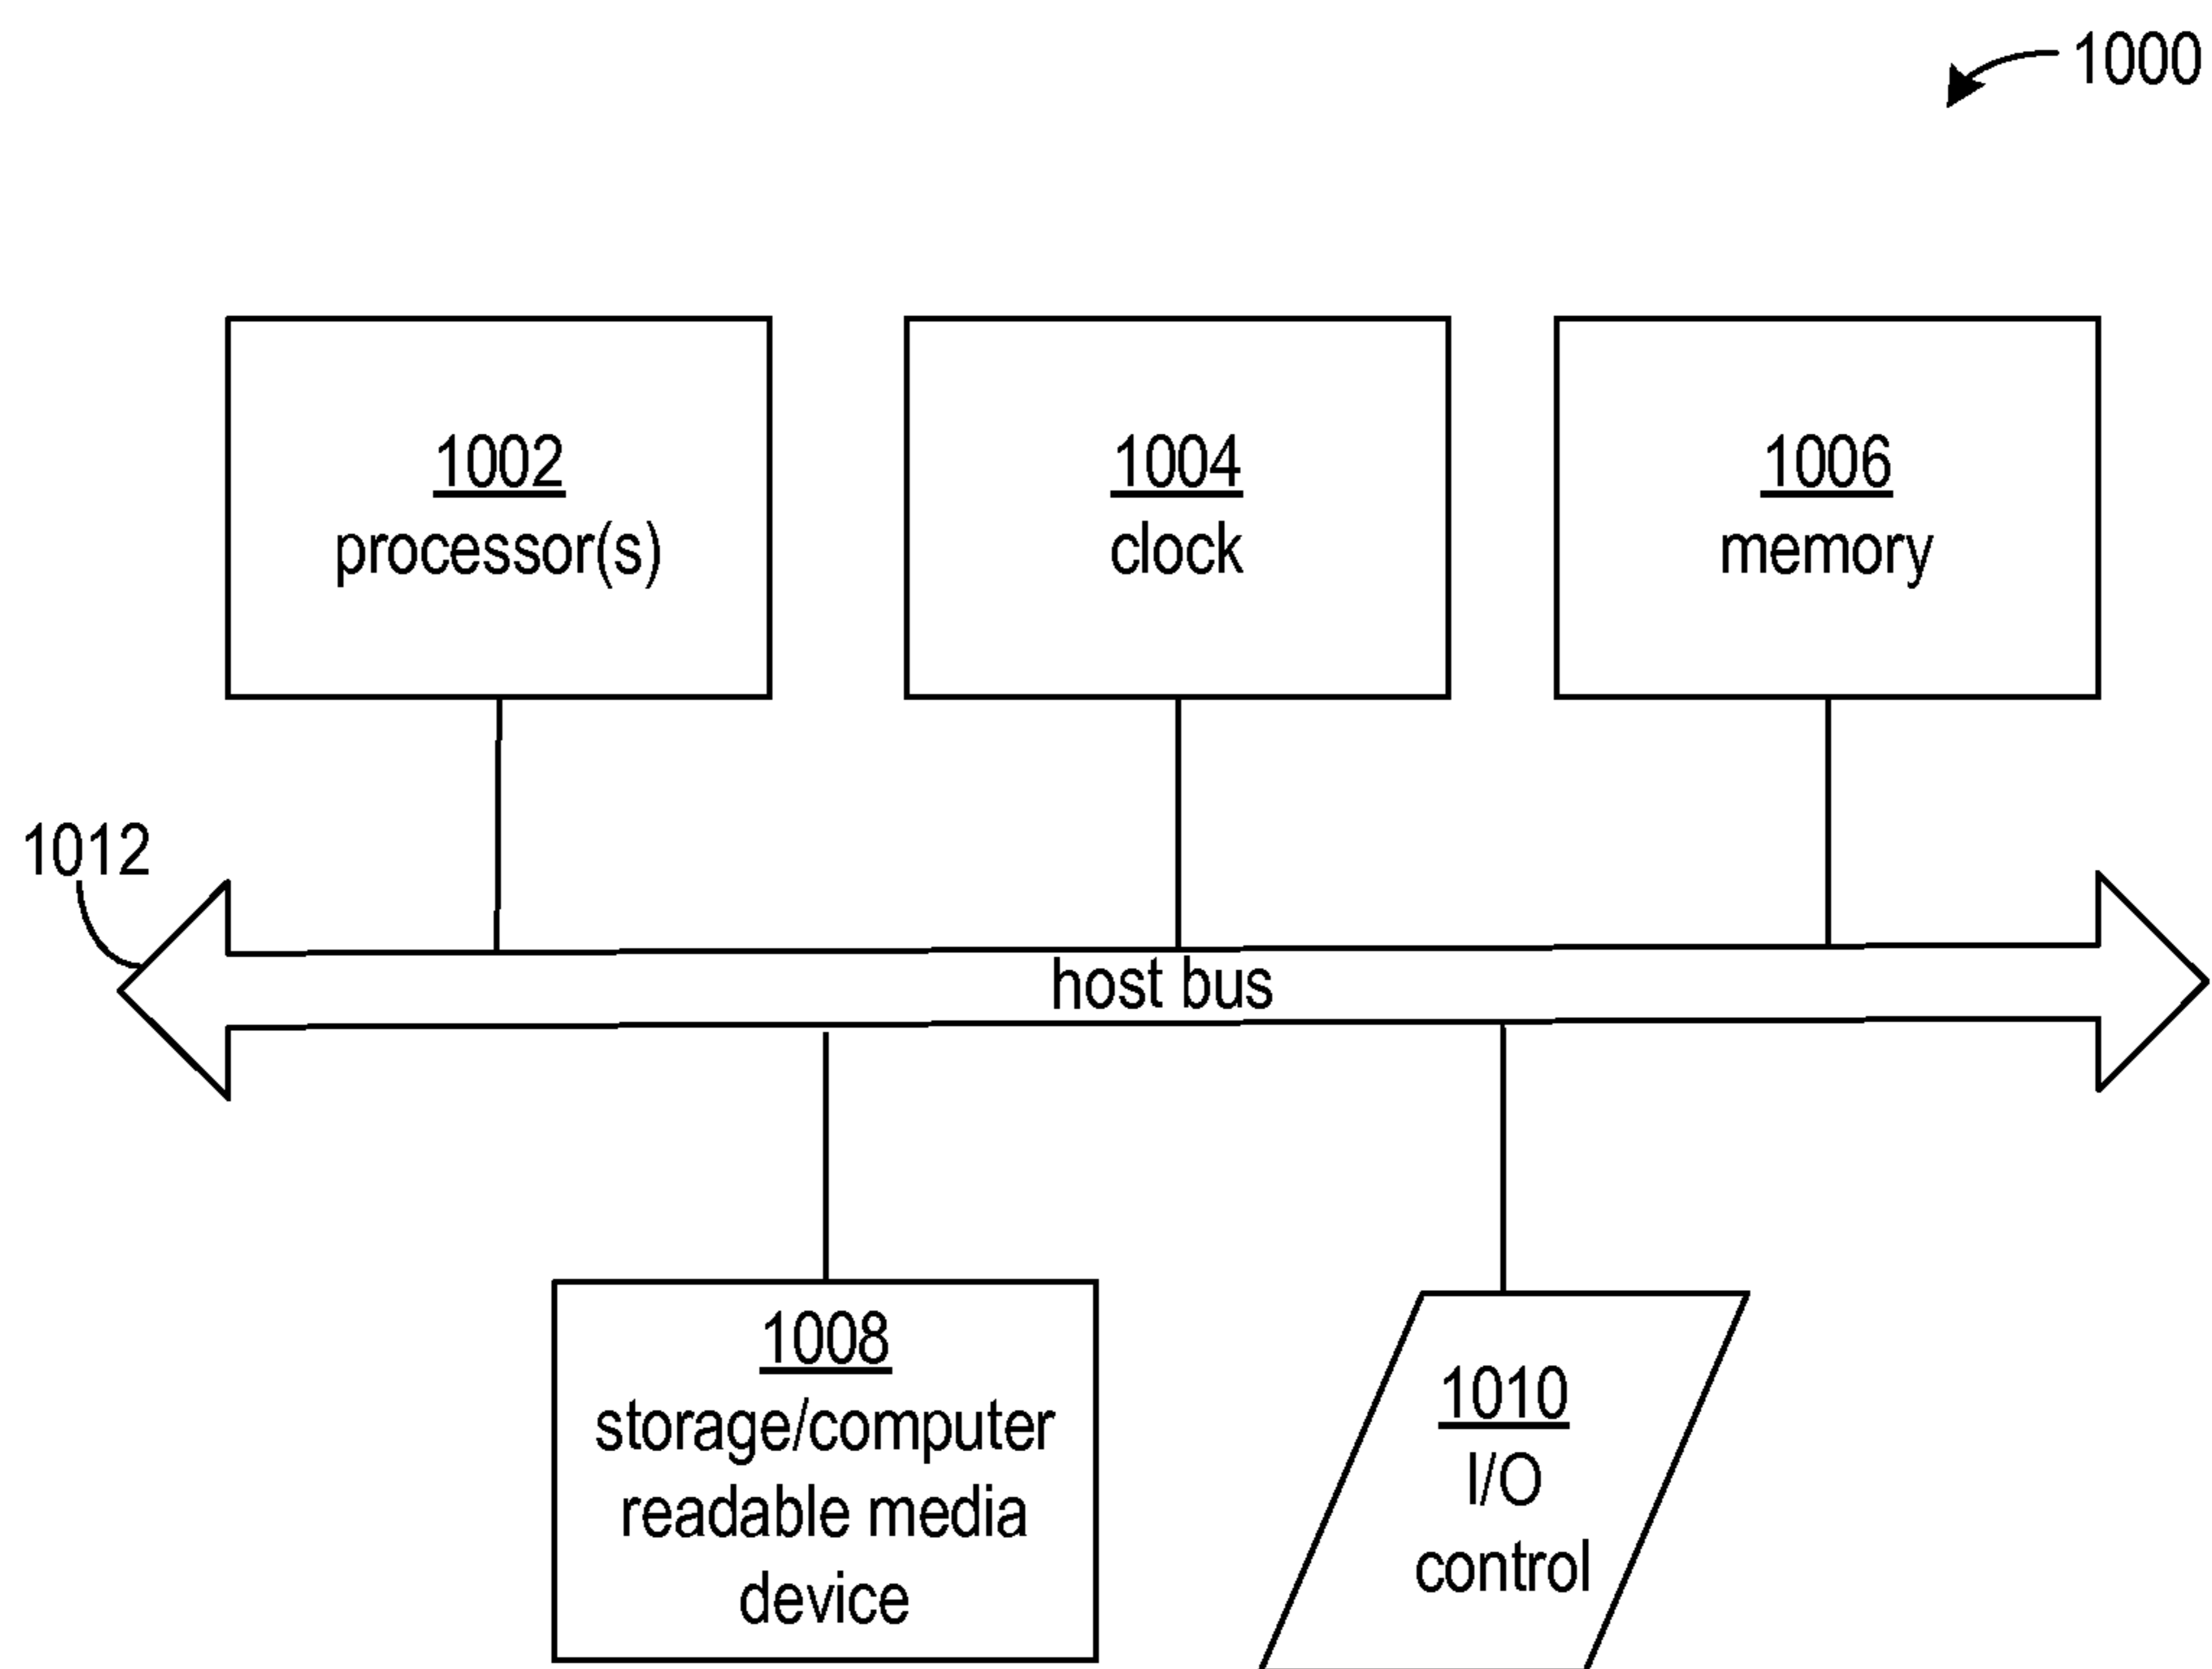 1000
1002
processor(s)
1004
clock
1006
memory
1012
host bus
1008
storage/computer
readable media
device
1010
I/O
control